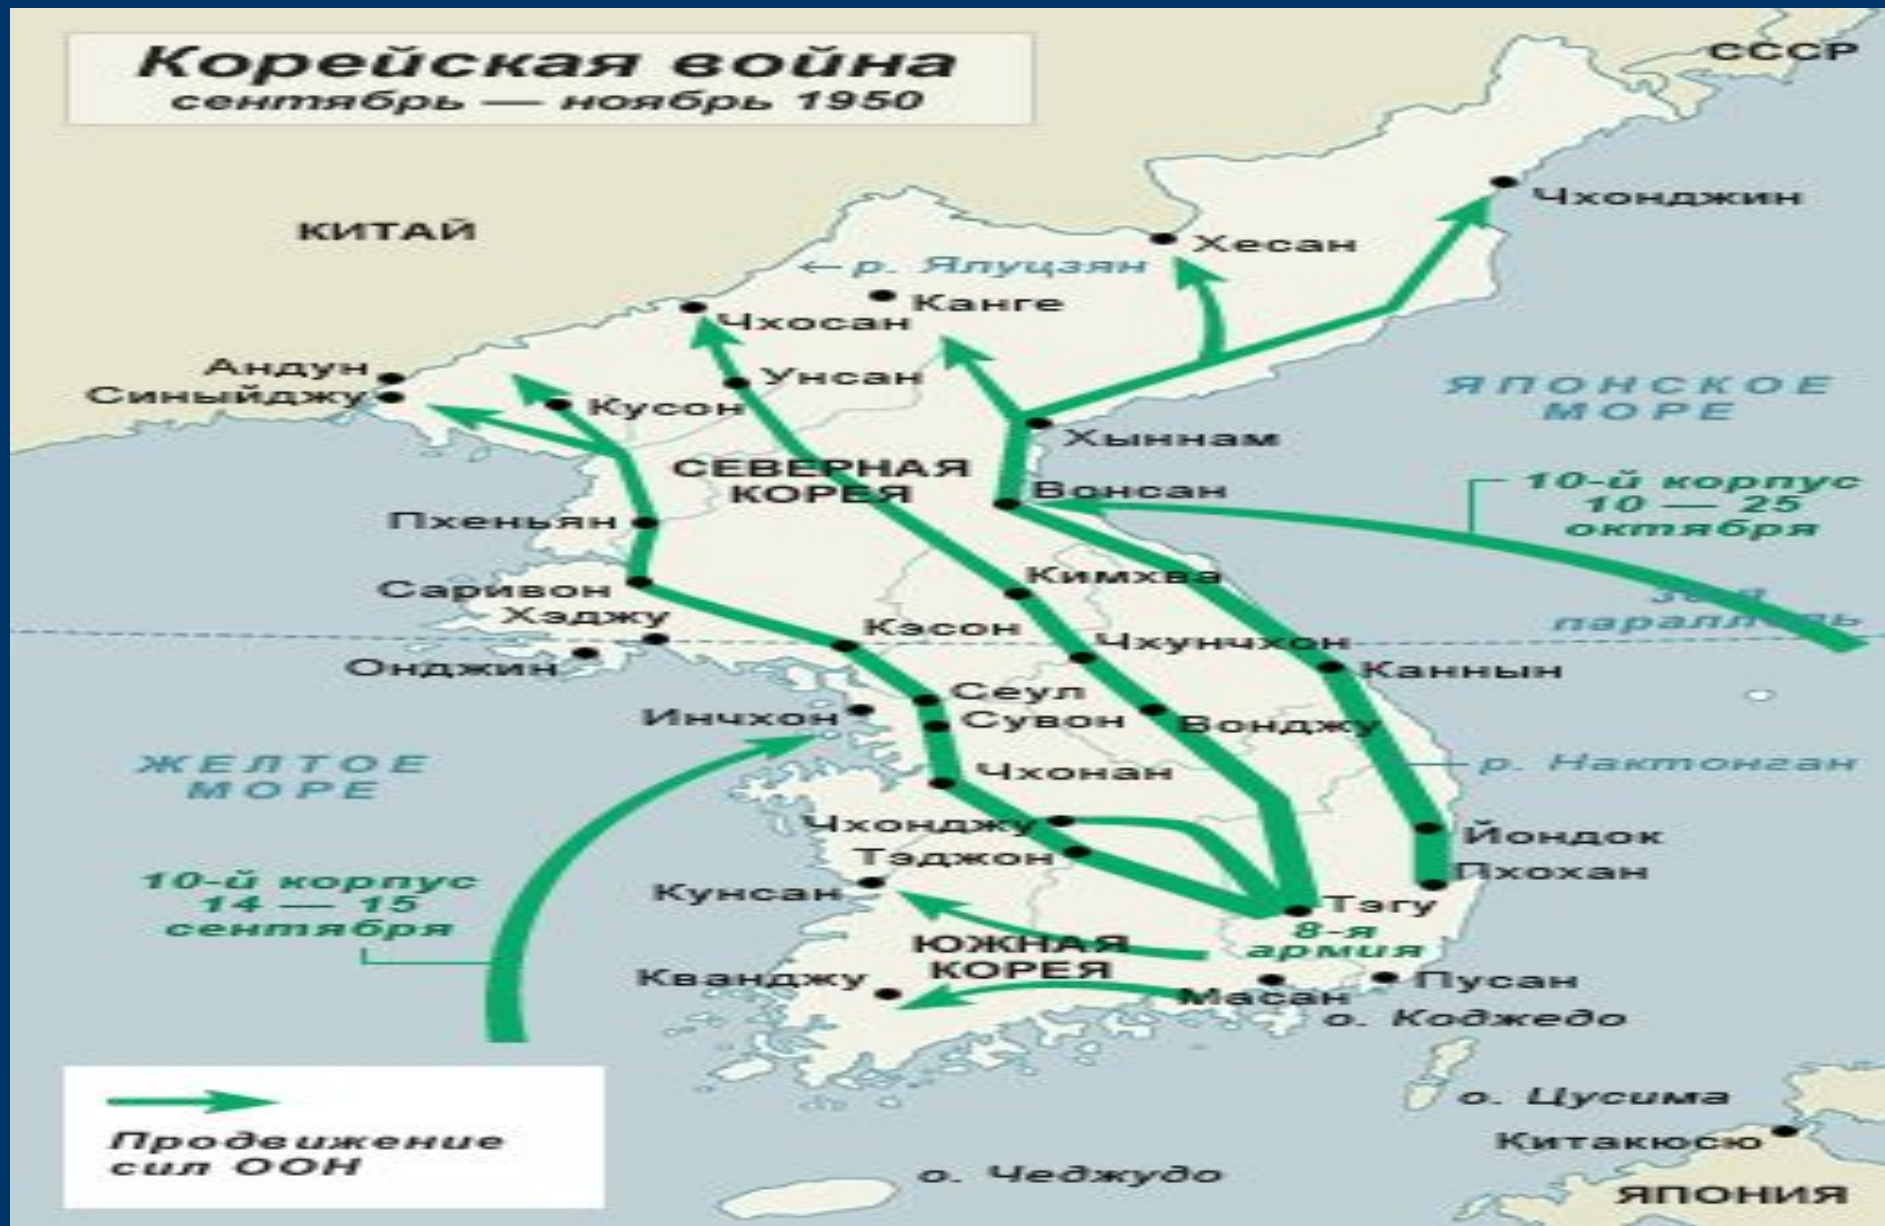 Корейская война
сентябрь — ноябрь 1950
СССР
Чхонджин
КИТАЙ
Хесан
← р. Ялуцзян
Канге
Чхосан
Андун
Унсан
Синыйджу
Кусон
ЯПОНСКОЕ
МОРЕ
Хыннам
СЕВЕРНАЯ
КОРЕЯ
Вонсан
10-й корпус
10 — 25
октября
Пхеньян
Кимхва
Саривон
38-я
параллель
Хэджу
Кэсон
Чхунчхон
Онджин
Каннын
Сеул
Инчхон
Сувон
Вонджу
ЖЕЛТОЕ
МОРЕ
р. Нактонган
Чхонан
Чхонджу
Йондок
Тэджон
Пхохан
10-й корпус
14 — 15
сентября
Кунсан
Тэгу
8-я
армия
ЮЖНАЯ
КОРЕЯ
Кванджу
Масан
Пусан
о. Коджедо
о. Цусима
Продвижение
сил ООН
Китакюсю
о. Чеджудо
ЯПОНИЯ